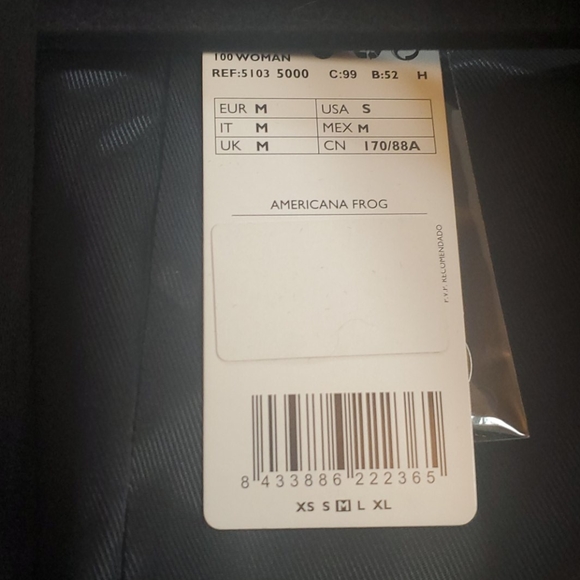 100 WOMAN
REF:5103 5000 C:99 B:52 H
EUR M USA S
IT M MEX M
UK M CN 170/88A
AMERICANA FROG
P.V.P. RECOMENDADO
8 433886 222365
XS S M L XL